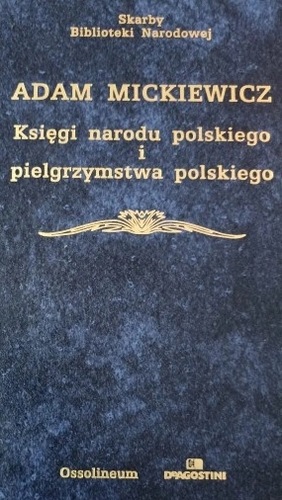 Skarby
Biblioteki Narodowej
ADAM MICKIEWICZ
Księgi narodu polskiego
i
pielgrzymstwa polskiego
Ossolineum
DEAGOSTINI